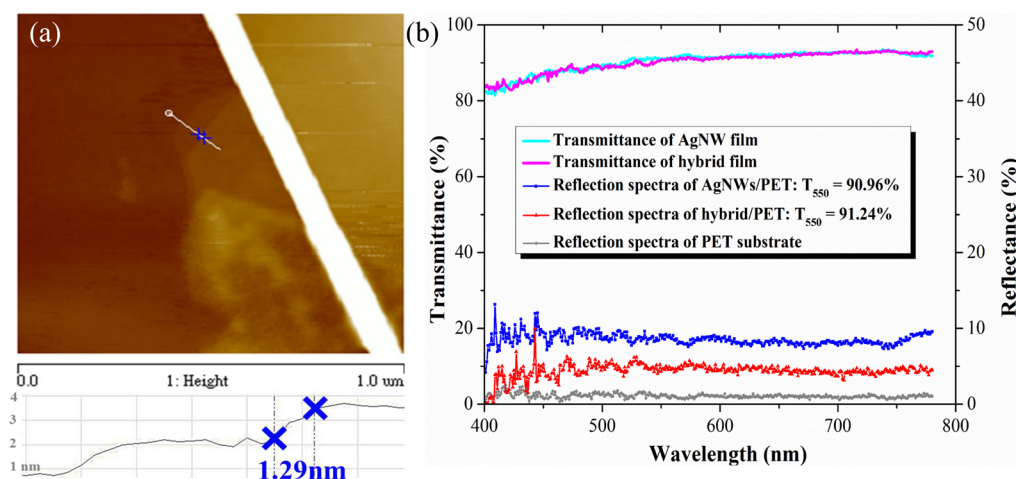 (a)
0.0 1: Height 1.0 um
4
3
2
1 nm
1.29nm
(b)
100
80
60
40
20
0
Transmittance (%)
50
40
30
20
10
0
Reflectance (%)
Transmittance of AgNW film
Transmittance of hybrid film
Reflection spectra of AgNWs/PET: T550 = 90.96%
Reflection spectra of hybrid/PET: T550 = 91.24%
Reflection spectra of PET substrate
400 500 600 700 800
Wavelength (nm)